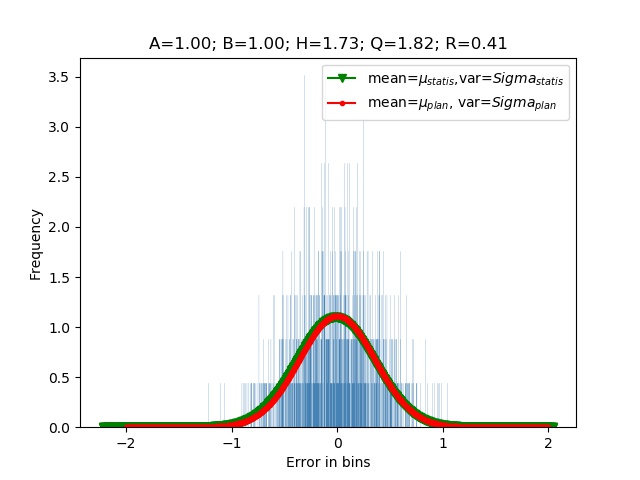 A=1.00; B=1.00; H=1.73; Q=1.82; R=0.41
3.5
3.0
2.5
2.0
1.5
1.0
0.5
0.0
Frequency
mean=μstatis,var=Sigmastatis
mean=μplan, var=Sigmaplan
−2
−1
0
1
2
Error in bins